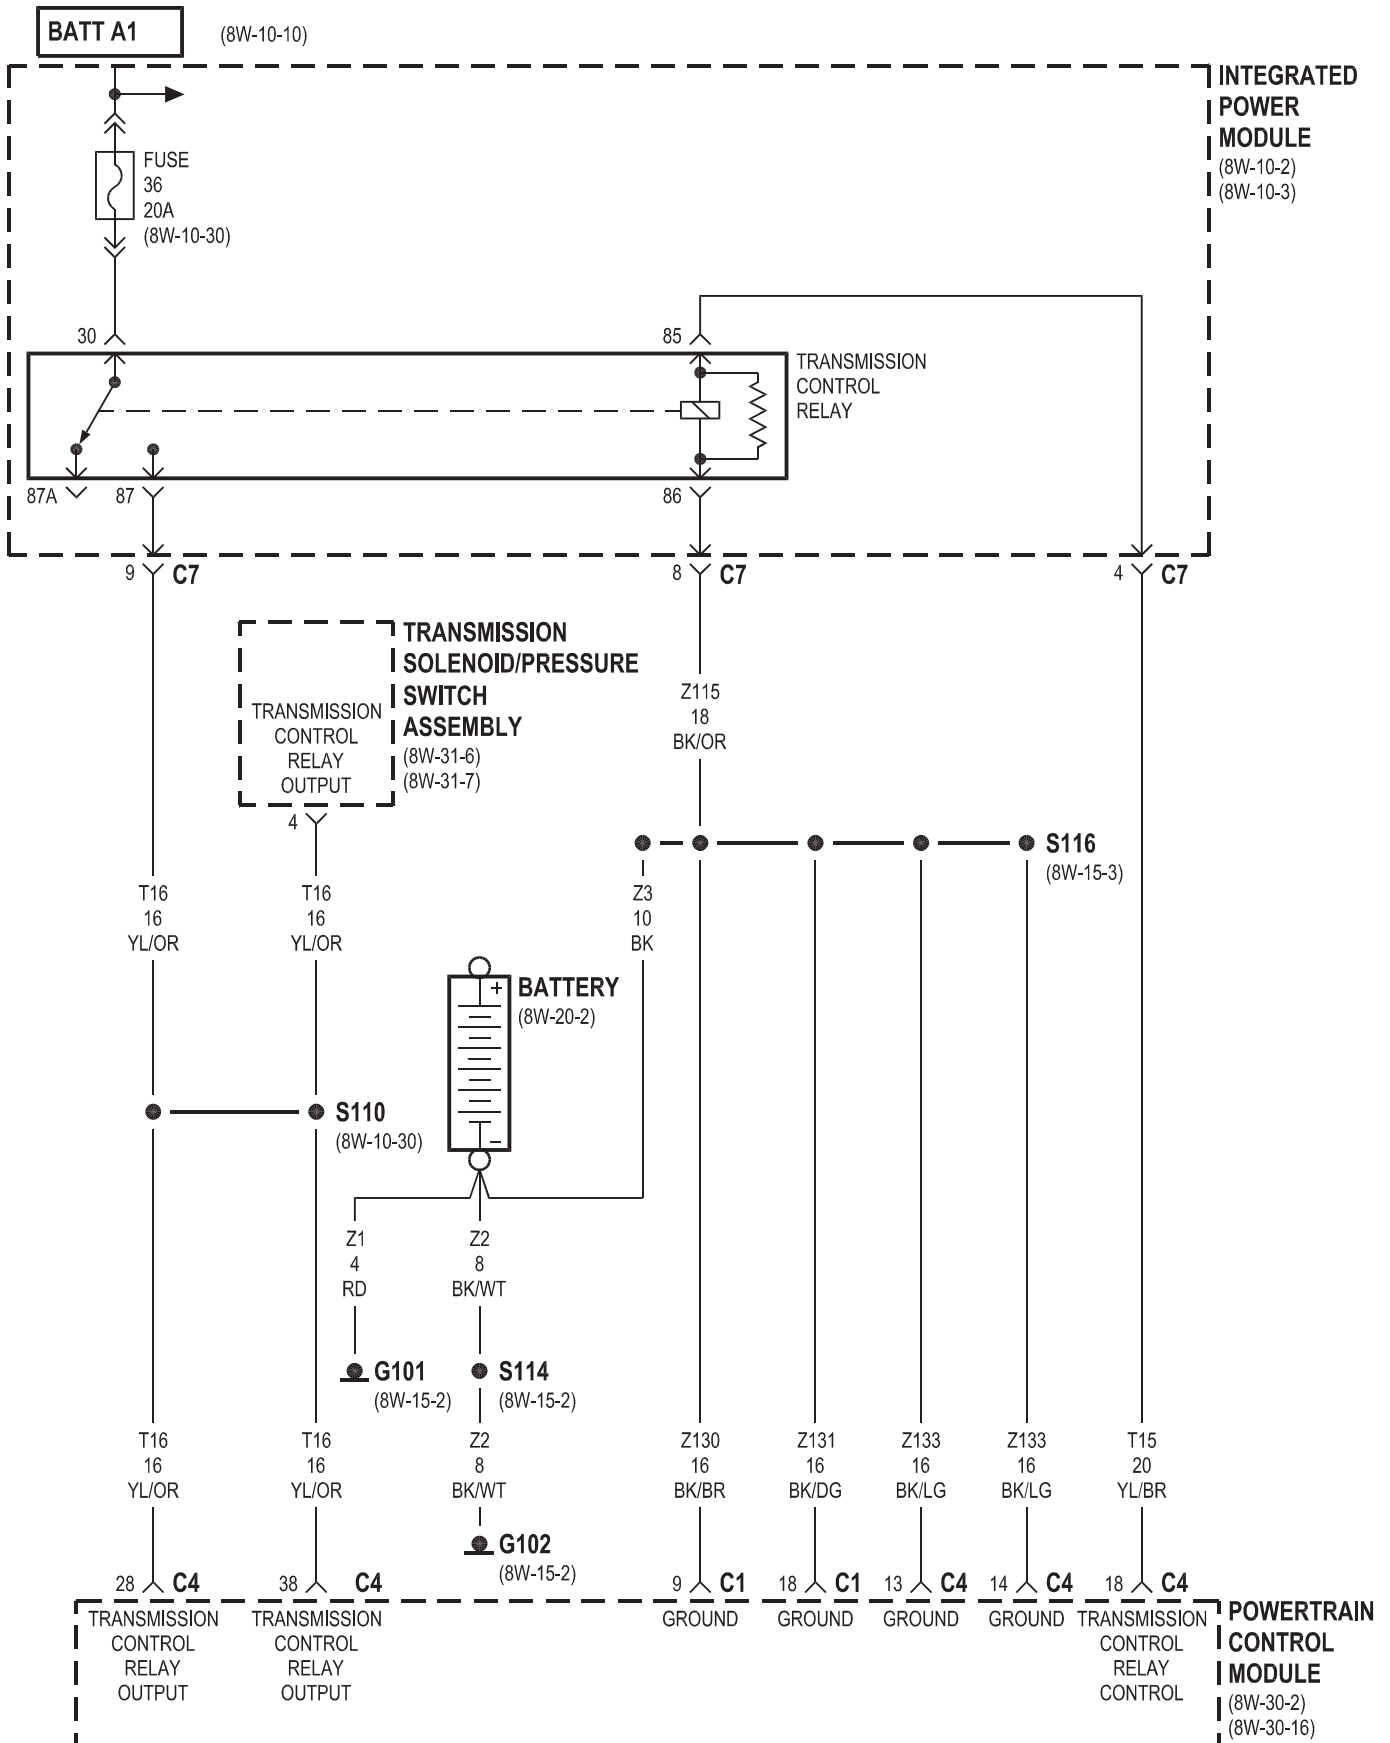 BATT A1
(8W-10-10)
INTEGRATED
POWER
MODULE
(8W-10-2)
(8W-10-3)
FUSE
36
20A
(8W-10-30)
30
85
TRANSMISSION
CONTROL
RELAY
87A
87
86
9
C7
8
C7
4
C7
TRANSMISSION
SOLENOID/PRESSURE
SWITCH
ASSEMBLY
(8W-31-6)
(8W-31-7)
TRANSMISSION
CONTROL
RELAY
OUTPUT
4
Z115
18
BK/OR
S116
(8W-15-3)
T16
16
YL/OR
T16
16
YL/OR
Z3
10
BK
+
BATTERY
(8W-20-2)
–
S110
(8W-10-30)
Z1
4
RD
Z2
8
BK/WT
G101
(8W-15-2)
S114
(8W-15-2)
T16
16
YL/OR
T16
16
YL/OR
Z2
8
BK/WT
Z130
16
BK/BR
Z131
16
BK/DG
Z133
16
BK/LG
Z133
16
BK/LG
T15
20
YL/BR
G102
(8W-15-2)
28
C4
38
C4
9
C1
18
C1
13
C4
14
C4
18
C4
TRANSMISSION
CONTROL
RELAY
OUTPUT
TRANSMISSION
CONTROL
RELAY
OUTPUT
GROUND
GROUND
GROUND
GROUND
TRANSMISSION
CONTROL
RELAY
CONTROL
POWERTRAIN
CONTROL
MODULE
(8W-30-2)
(8W-30-16)